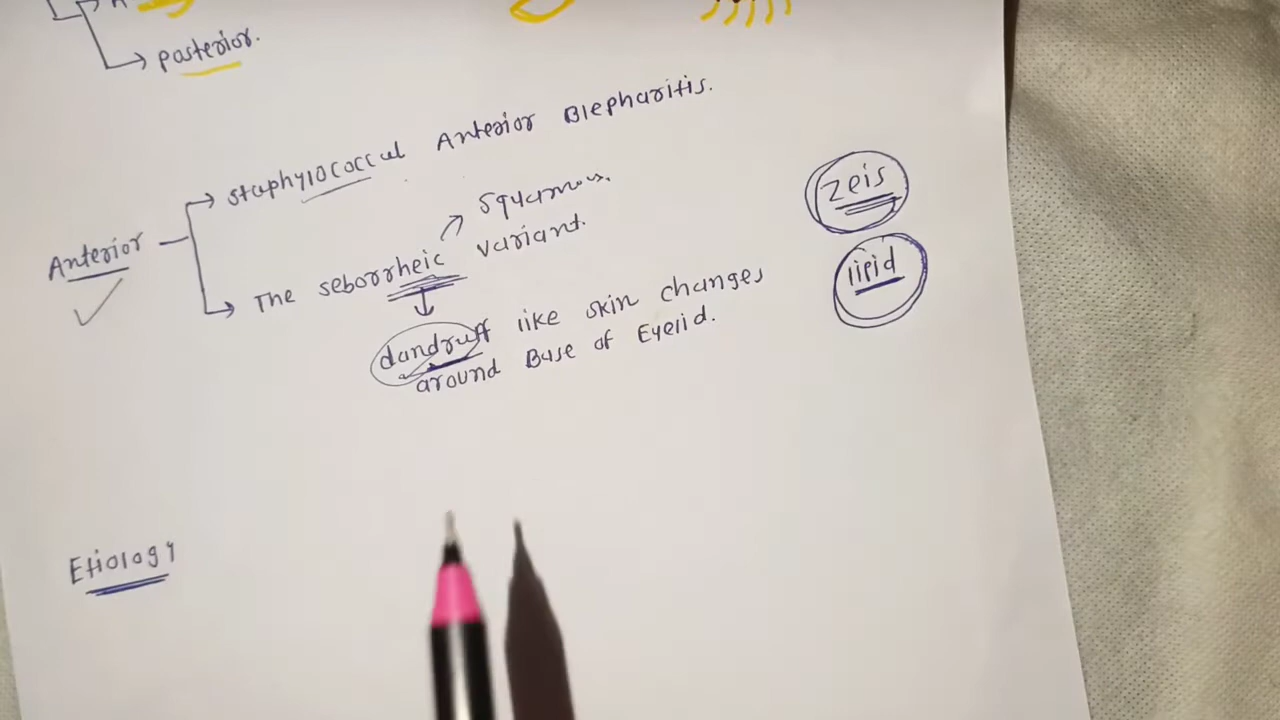 posterior.
staphylococcul Anterior Blepharitis.
Anterior
The seborrheic
squamous
variant.
dandruff like skin changes
around Base of Eyelid.
zeis
lipid
Etiology